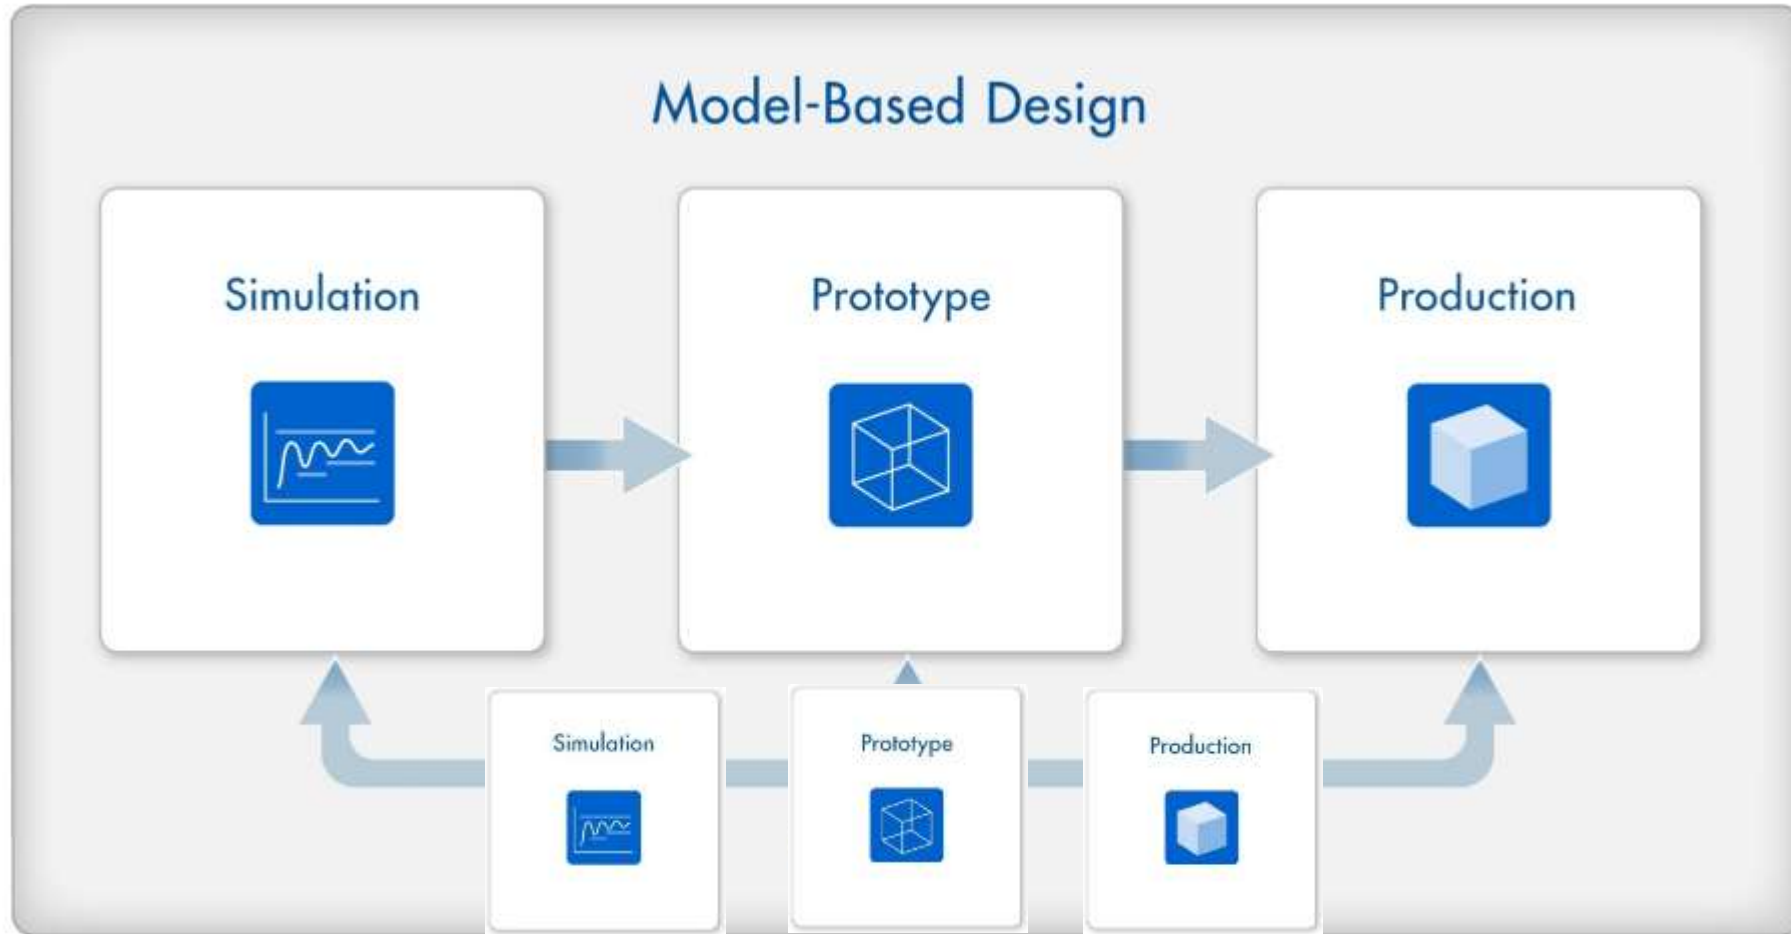 Model-Based Design
Simulation
Prototype
Production
Simulation
Prototype
Production